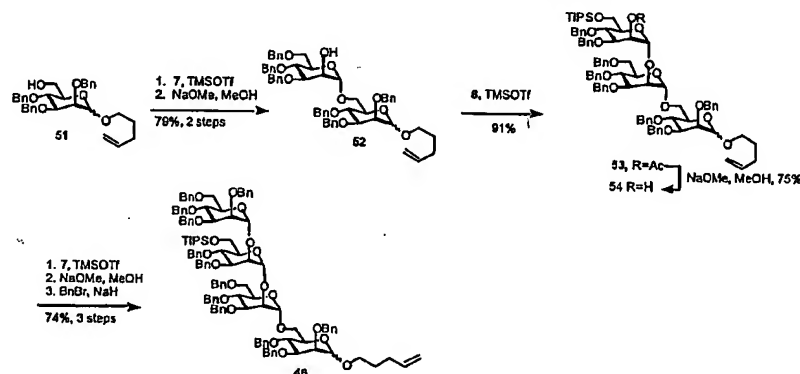 HO OBn
BnO O
BnO
O
51
1. 7, TMSOTf
2. NaOMe, MeOH
79%, 2 steps
BnO OH
BnO O
BnO
O OBn
BnO O
BnO
O
52
TMSOTf
91%
TIPSO OR
BnO O
BnO
BnO O
BnO O
BnO
O OBn
BnO O
BnO
O
53, R=Ac
NaOMe, MeOH, 75%
54 R=H
1. 7, TMSOTf
2. NaOMe, MeOH
3. BnBr, NaH
74%, 3 steps
BnO OBn
BnO O
BnO
TIPSO O
BnO O
BnO
BnO O
BnO O
BnO
O OBn
BnO O
BnO
O